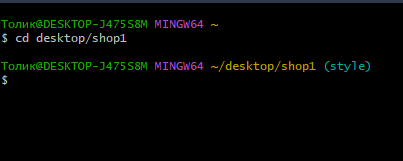 Толик@DESKTOP-J475S8M MINGW64 ~
$ cd desktop/shop1
Толик@DESKTOP-J475S8M MINGW64 ~/desktop/shop1 (style)
$